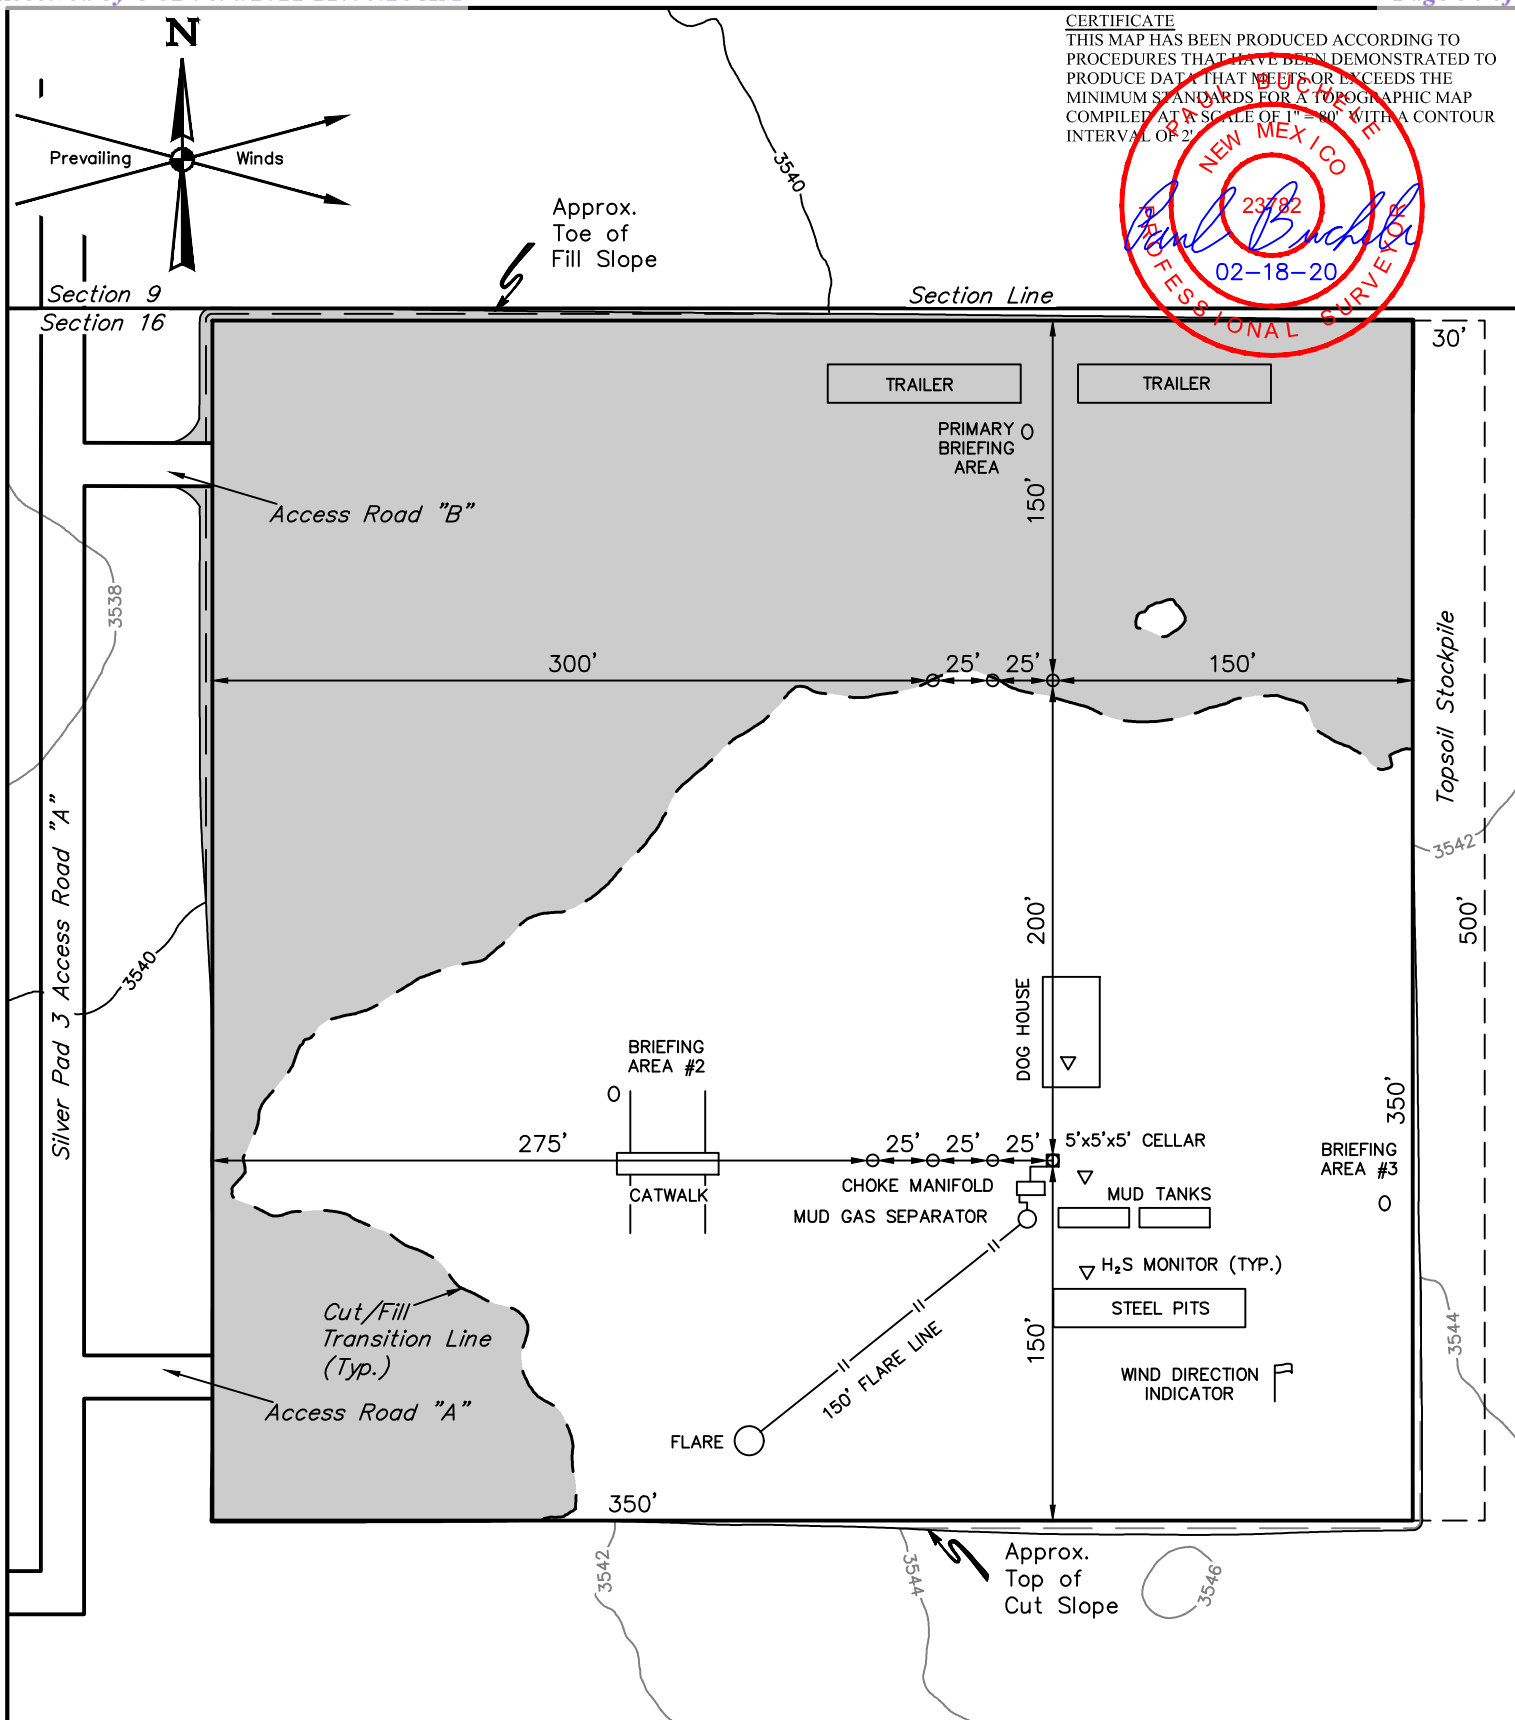 N
Prevailing Winds
CERTIFICATE
THIS MAP HAS BEEN PRODUCED ACCORDING TO
PROCEDURES THAT HAVE BEEN DEMONSTRATED TO
PRODUCE DATA THAT MEETS OR EXCEEDS THE
MINIMUM STANDARDS FOR A TOPOGRAPHIC MAP
COMPILED AT A SCALE OF 1" = 80' WITH A CONTOUR
INTERVAL OF 2'
PAUL BUCHELE
NEW MEXICO
23782
Paul Buchele
02-18-20
PROFESSIONAL SURVEYOR
3540
Approx.
Toe of
Fill Slope
Section 9
Section Line
Section 16
30'
TRAILER
TRAILER
PRIMARY
BRIEFING
AREA
150'
Access Road "B"
3538
300'
25'
25'
150'
Topsoil Stockpile
3542
500'
Silver Pad 3 Access Road "A"
3540
200'
DOG HOUSE
BRIEFING
AREA #2
350'
275'
25'
25'
25'
5'x5'x5' CELLAR
BRIEFING
AREA #3
CATWALK
CHOKE MANIFOLD
MUD TANKS
MUD GAS SEPARATOR
H₂S MONITOR (TYP.)
STEEL PITS
150'
Cut/Fill
Transition Line
(Typ.)
3544
150' FLARE LINE
WIND DIRECTION
INDICATOR
Access Road "A"
FLARE
350'
3542
3544
Approx.
Top of
Cut Slope
3546